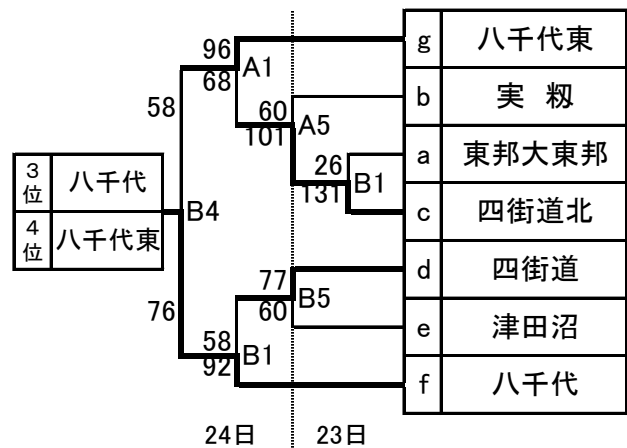 96
68
A1
g 八千代東
58
60
101
A5
b 実 籾
26
131
B1
a 東邦大東邦
3位 八千代
4位 八千代東
B4
c 四街道北
77
60
B5
d 四街道
76
58
92
B1
e 津田沼
f 八千代
24日 23日